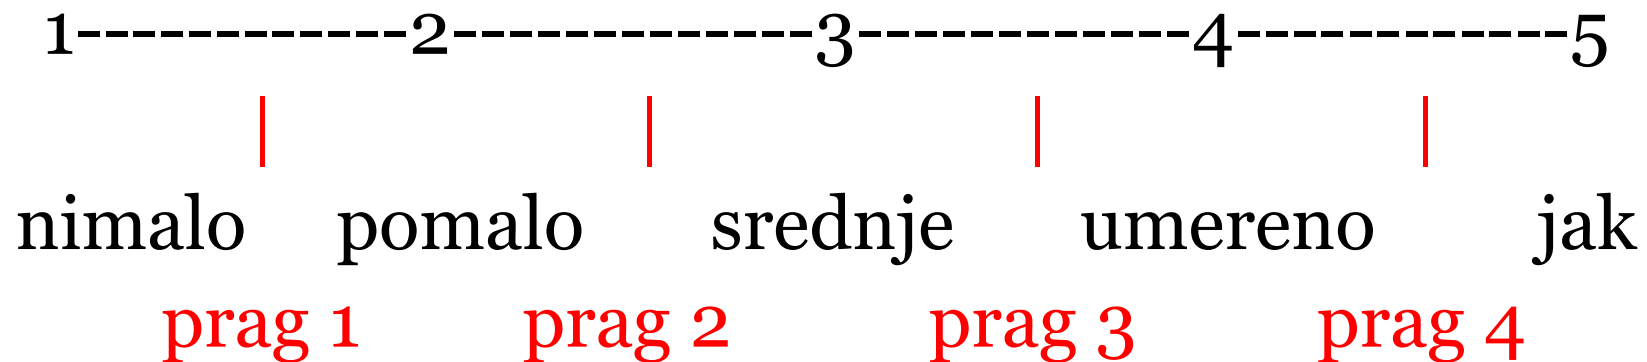 1------------2-------------3------------4------------5
nimalo pomalo srednje umereno jak
prag 1 prag 2 prag 3 prag 4